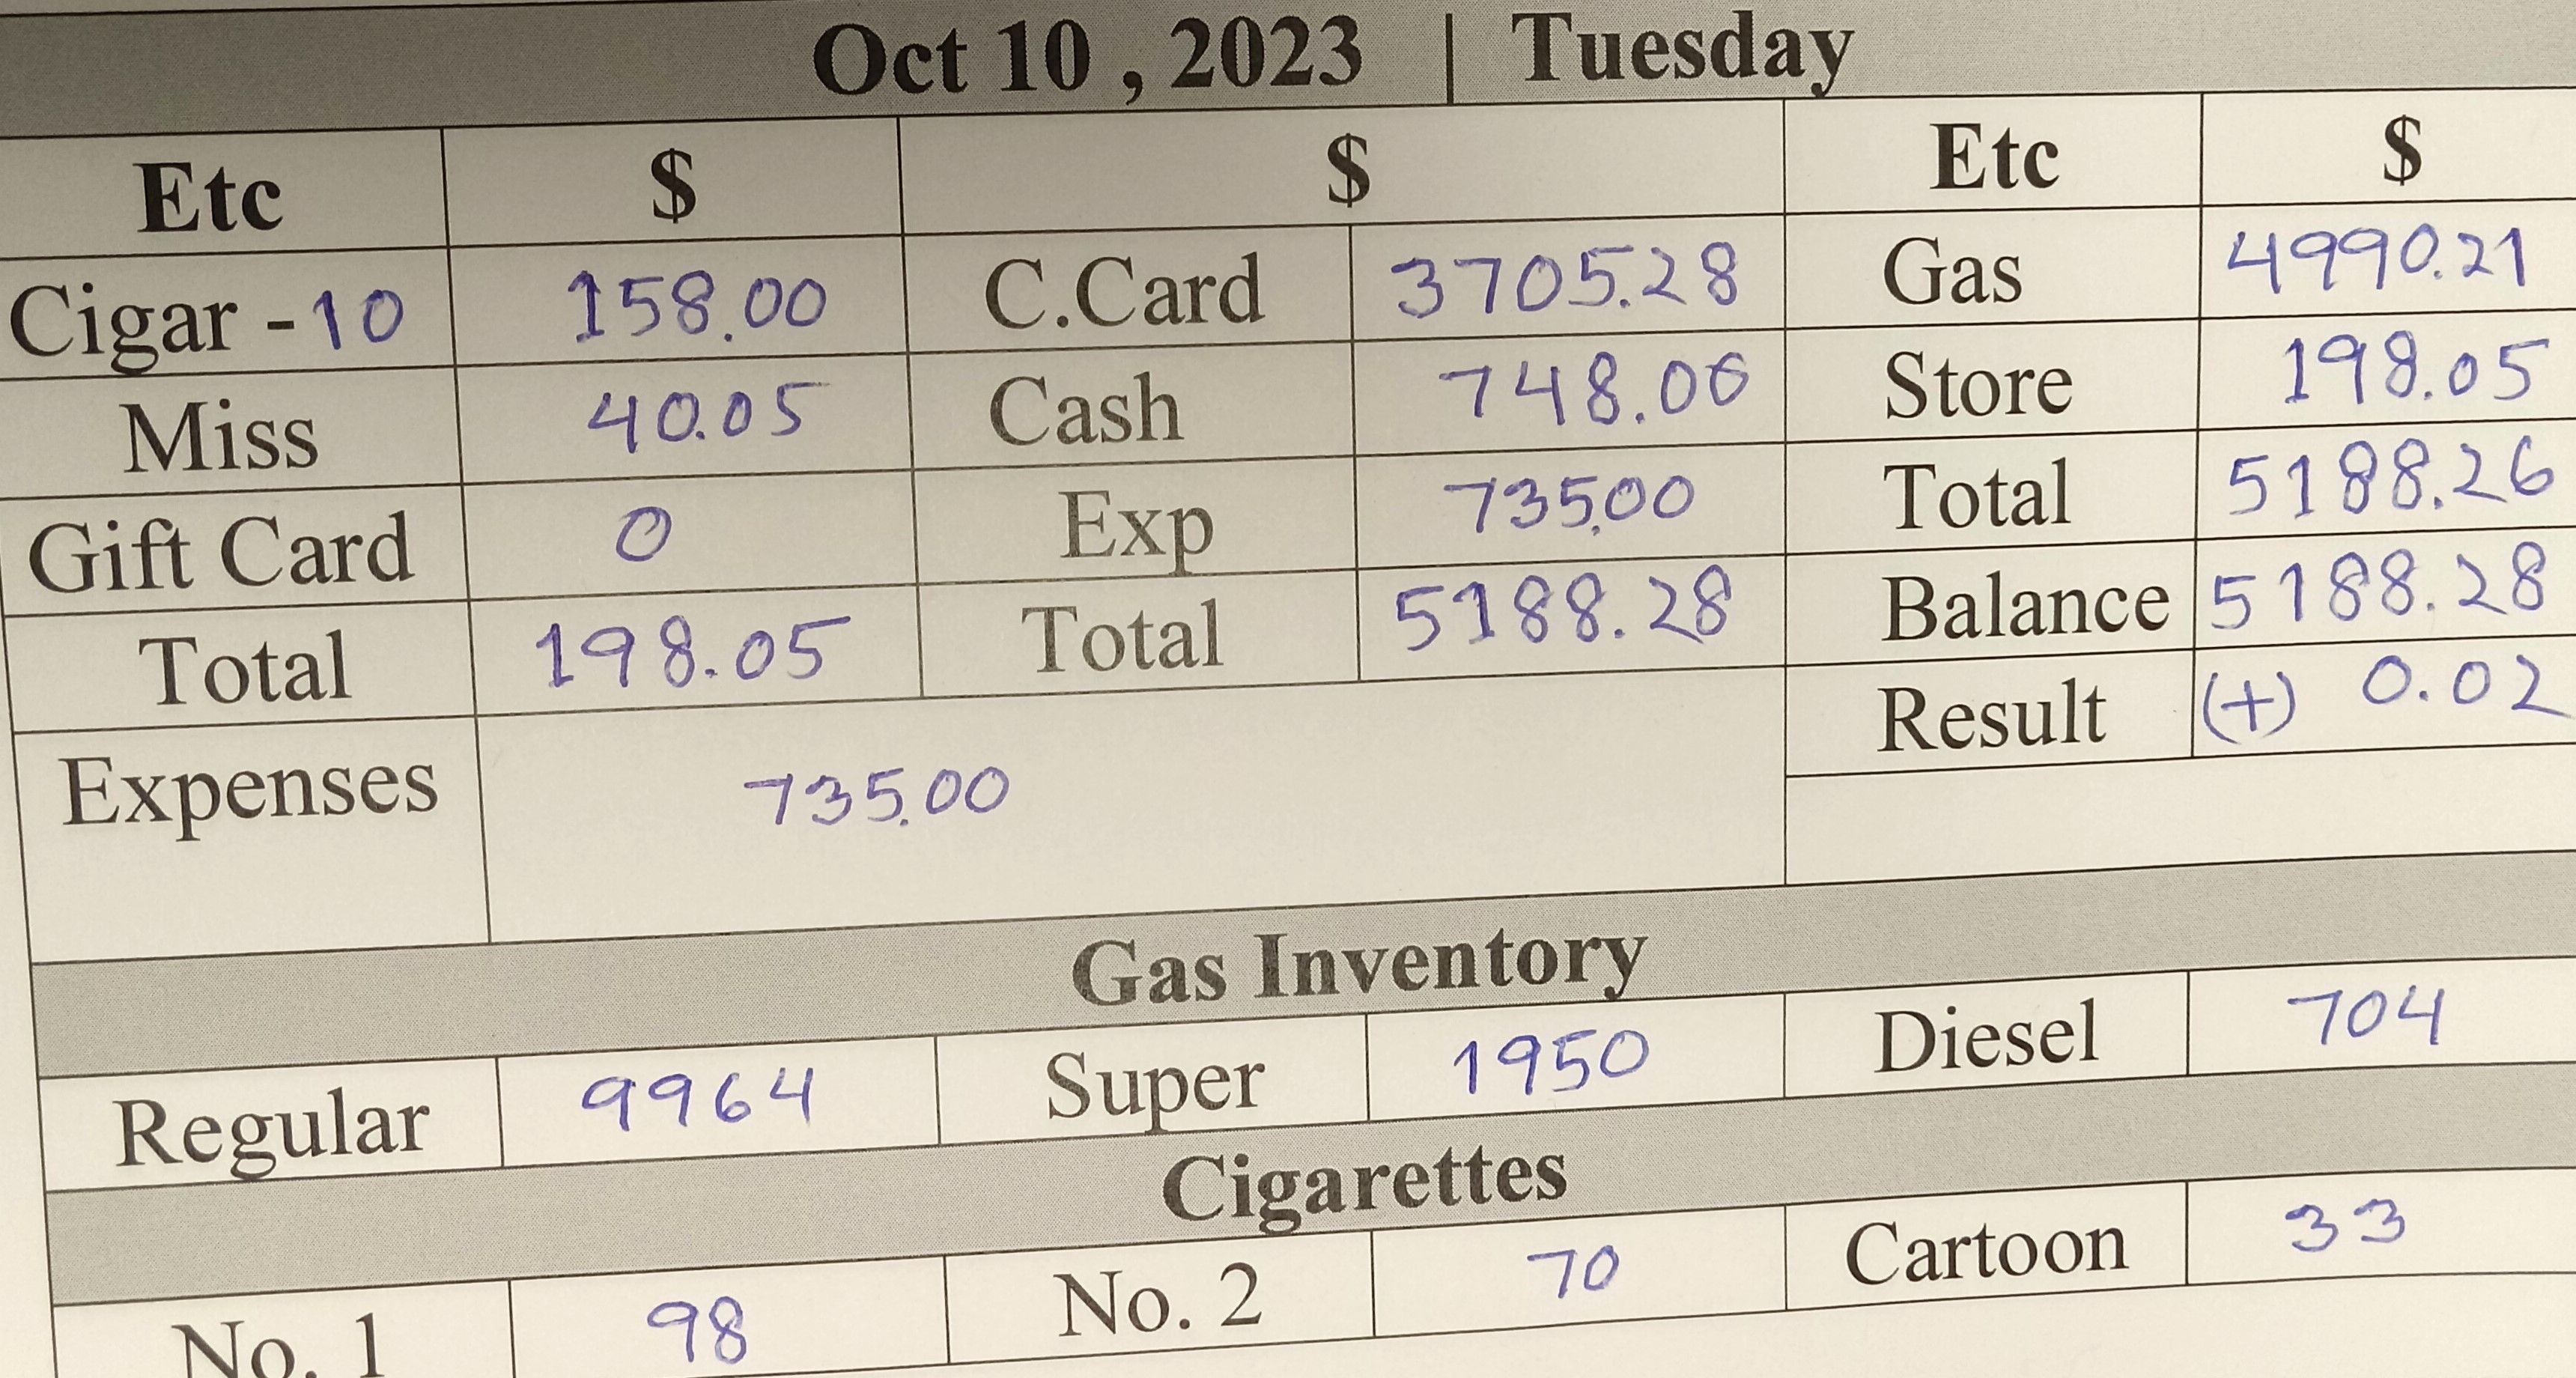 Oct 10 , 2023 | Tuesday
Etc $ $ Etc $
Cigar - 10 158.00 C.Card 3705.28 Gas 4990.21
Miss 40.05 Cash 748.00 Store 198.05
Gift Card 0 Exp 735.00 Total 5188.26
Total 198.05 Total 5188.28 Balance 5188.28
Expenses 735.00 Result (+) 0.02
Gas Inventory
Regular 9964 Super 1950 Diesel 704
Cigarettes
No. 1 98 No. 2 70 Cartoon 33